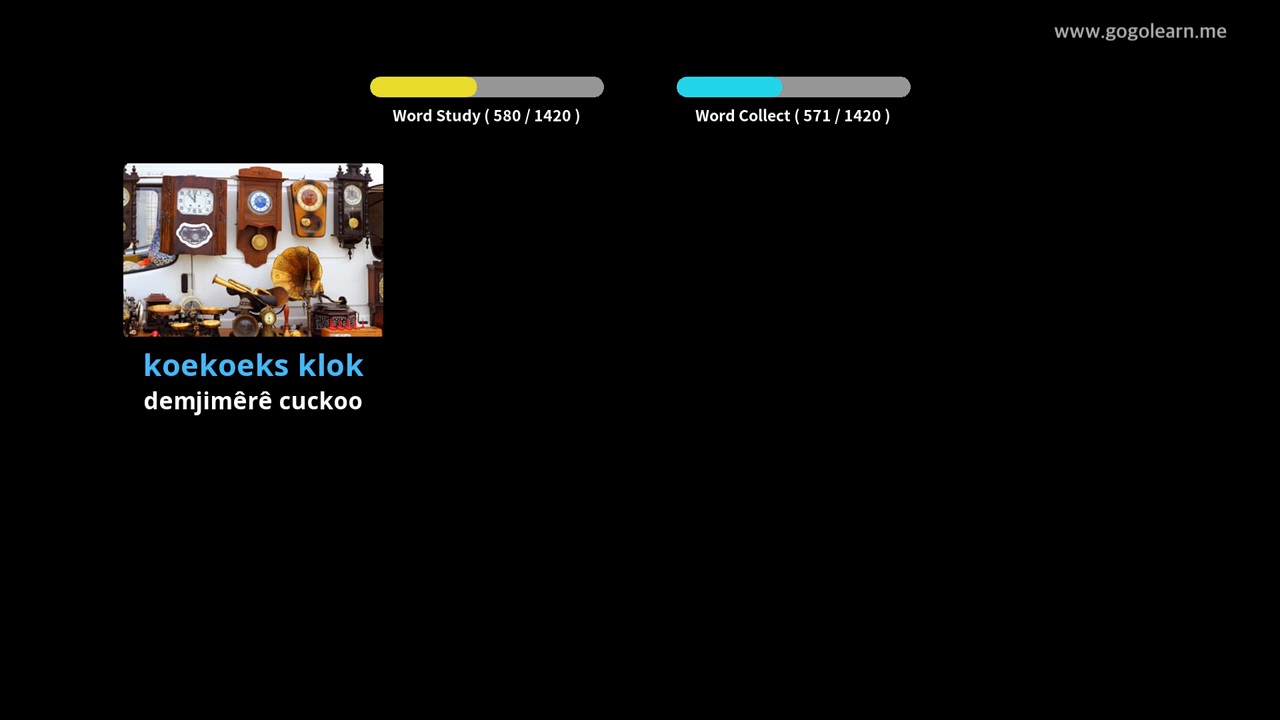 www.gogolearn.me
Word Study ( 580 / 1420 )
Word Collect ( 571 / 1420 )
koekoeks klok
demjimêrê cuckoo